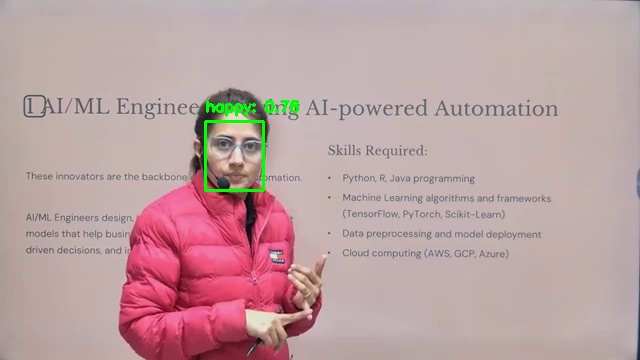 1 AI/ML Engine ng AI-powered Automation
happy: 0.76
Skills Required:
These innovators are the backbone omation.
• Python, R, Java programming
• Machine Learning algorithms and frameworks
(TensorFlow, PyTorch, Scikit-Learn)
AI/ML Engineers design,
models that help busin
driven decisions, and i
• Data preprocessing and model deployment
• Cloud computing (AWS, GCP, Azure)